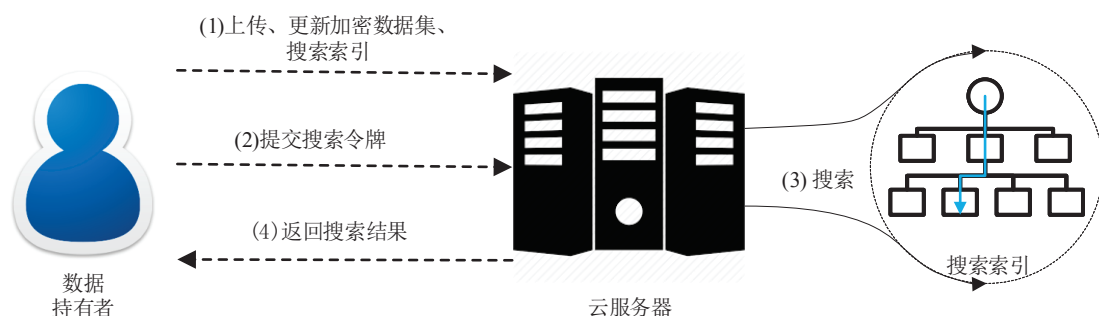 (1)上传、更新加密数据集、
搜索索引
(2)提交搜索令牌
(3) 搜索
(4)返回搜索结果
搜索索引
数据
持有者
云服务器